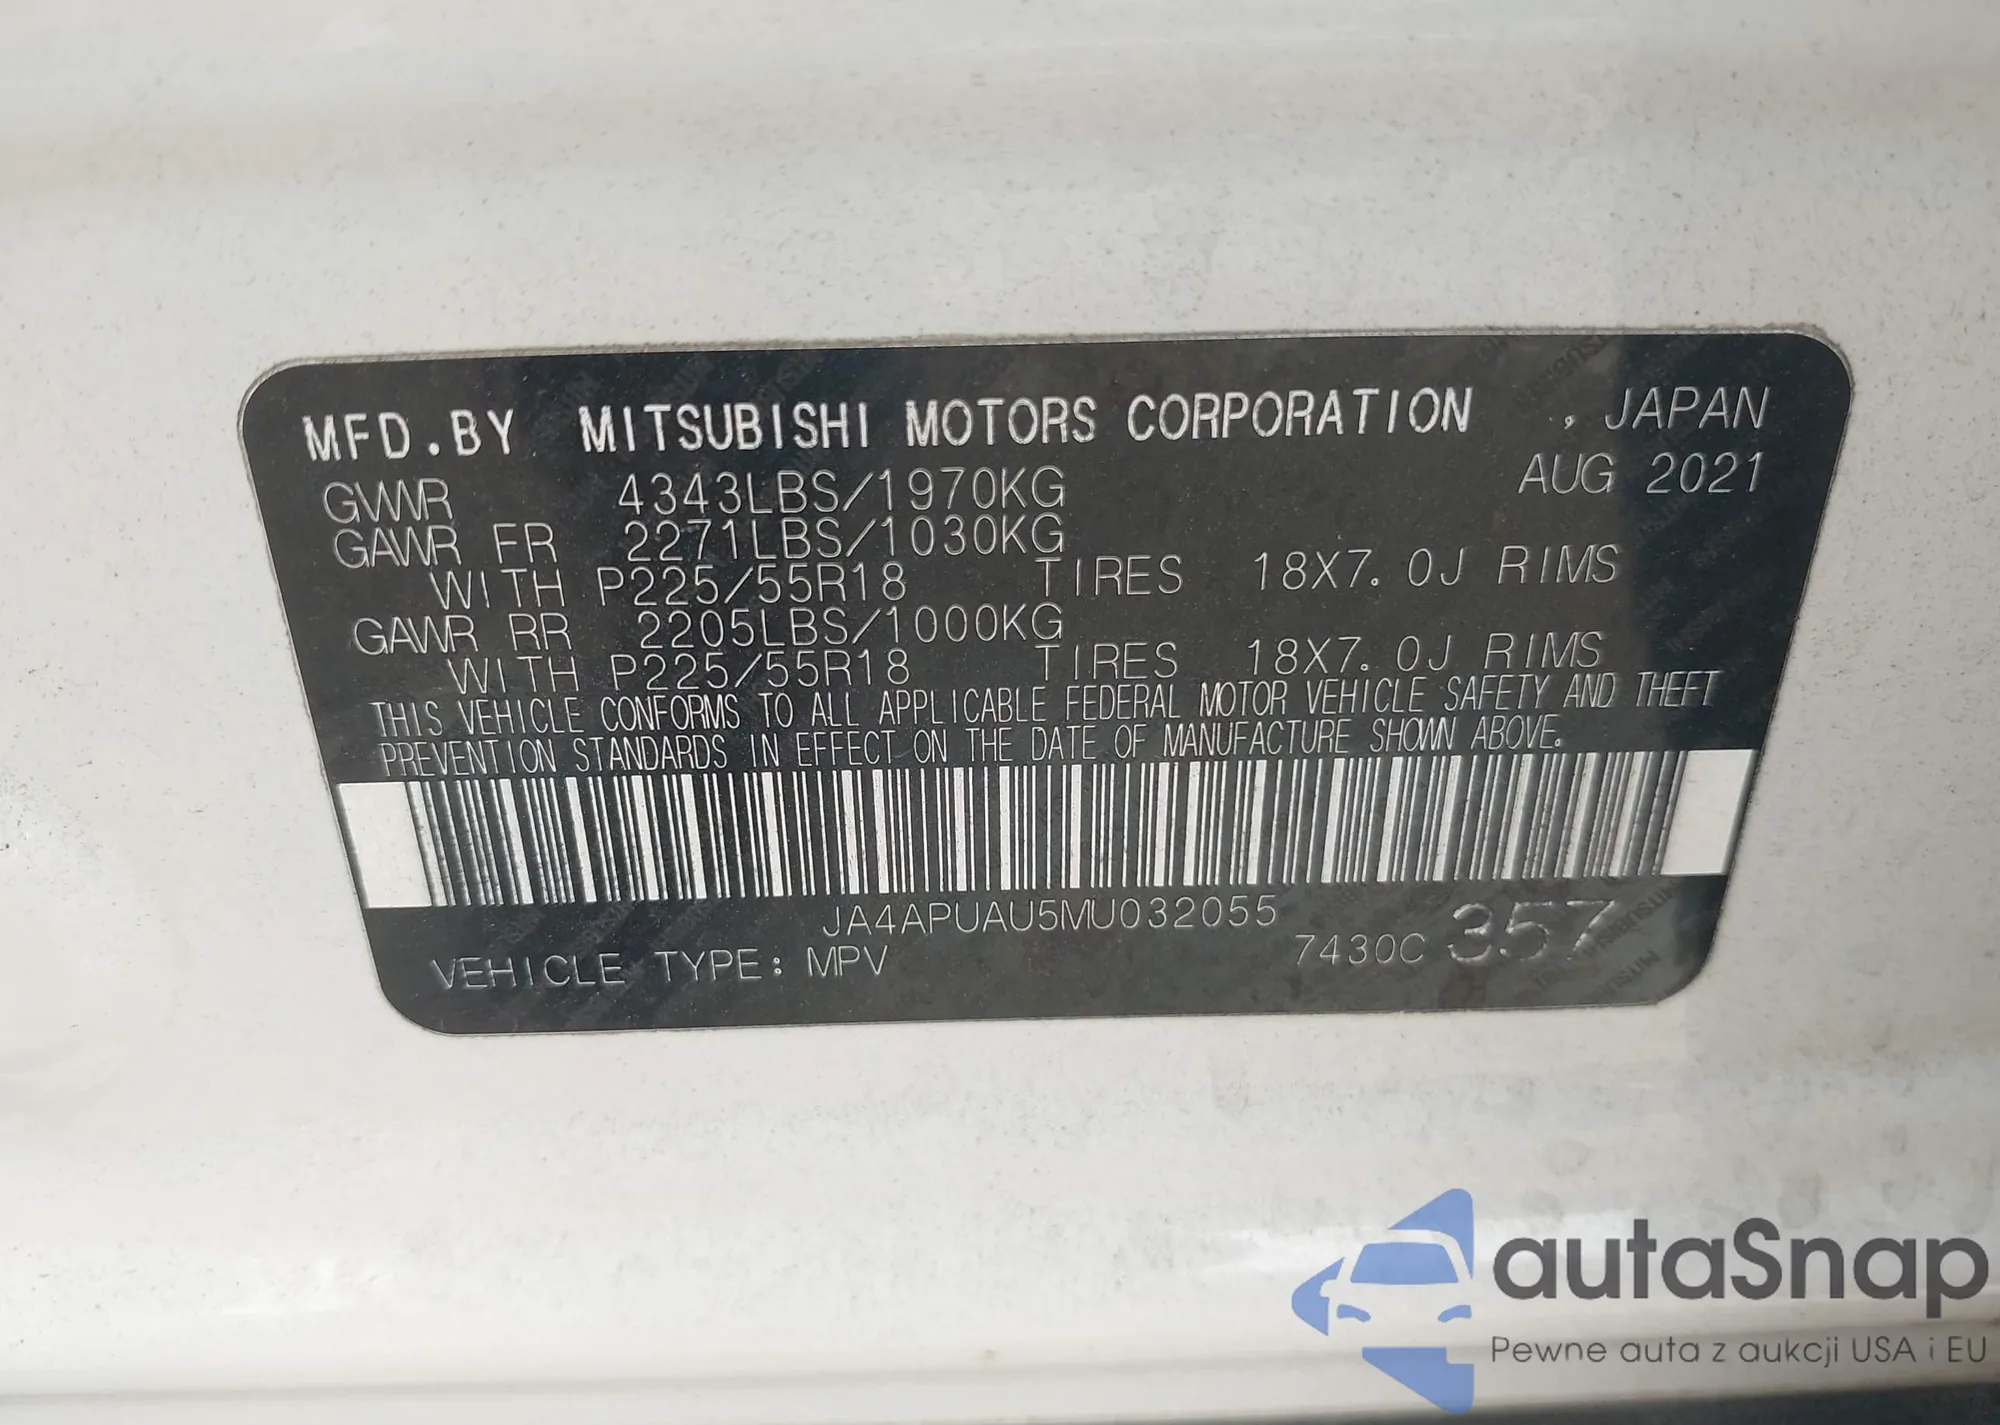 MFD.BY MITSUBISHI MOTORS CORPORATION , JAPAN
GVWR 4343LBS/1970KG AUG 2021
GAWR FR 2271LBS/1030KG
WITH P225/55R18 TIRES 18X7.0J RIMS
GAWR RR 2205LBS/1000KG
WITH P225/55R18 TIRES 18X7.0J RIMS
THIS VEHICLE CONFORMS TO ALL APPLICABLE FEDERAL MOTOR VEHICLE SAFETY AND THEFT
PREVENTION STANDARDS IN EFFECT ON THE DATE OF MANUFACTURE SHOWN ABOVE.
JA4APUAU5MU032055
VEHICLE TYPE: MPV 7430C 357
autaSnap
Pewne auta z aukcji USA i EU